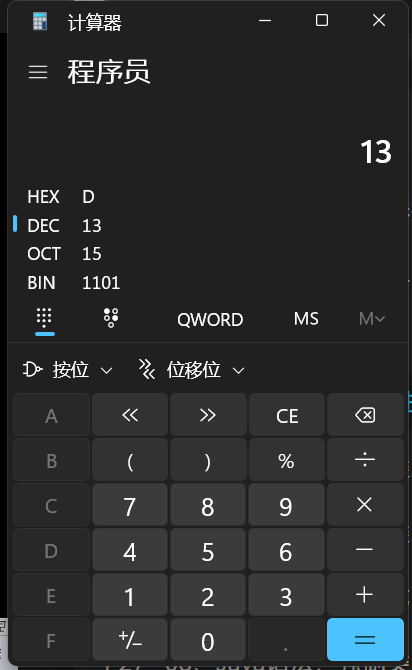 计算器
程序员
13
HEX D
DEC 13
OCT 15
BIN 1101
QWORD MS M
按位 位移位
A « » CE
B ( ) % ÷
C 7 8 9 ×
D 4 5 6 −
E 1 2 3 +
F +/− 0 . =